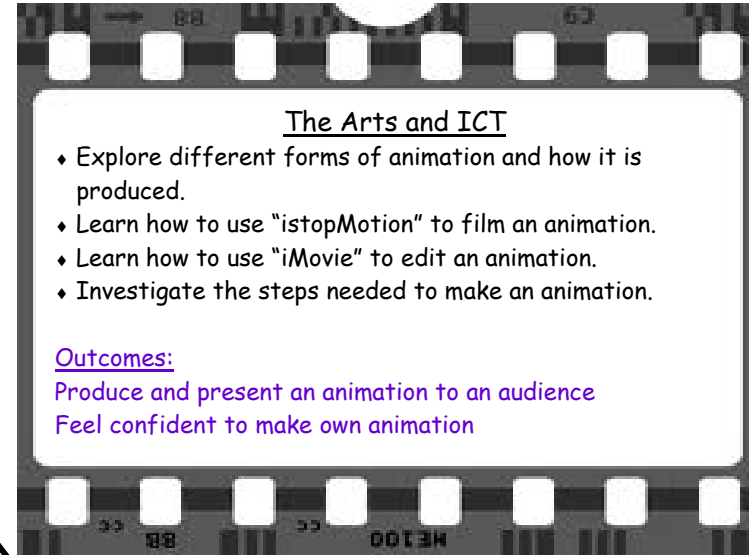 The Arts and ICT
♦ Explore different forms of animation and how it is
produced.
♦ Learn how to use “istopMotion” to film an animation.
♦ Learn how to use “iMovie” to edit an animation.
♦ Investigate the steps needed to make an animation.
Outcomes:
Produce and present an animation to an audience
Feel confident to make own animation